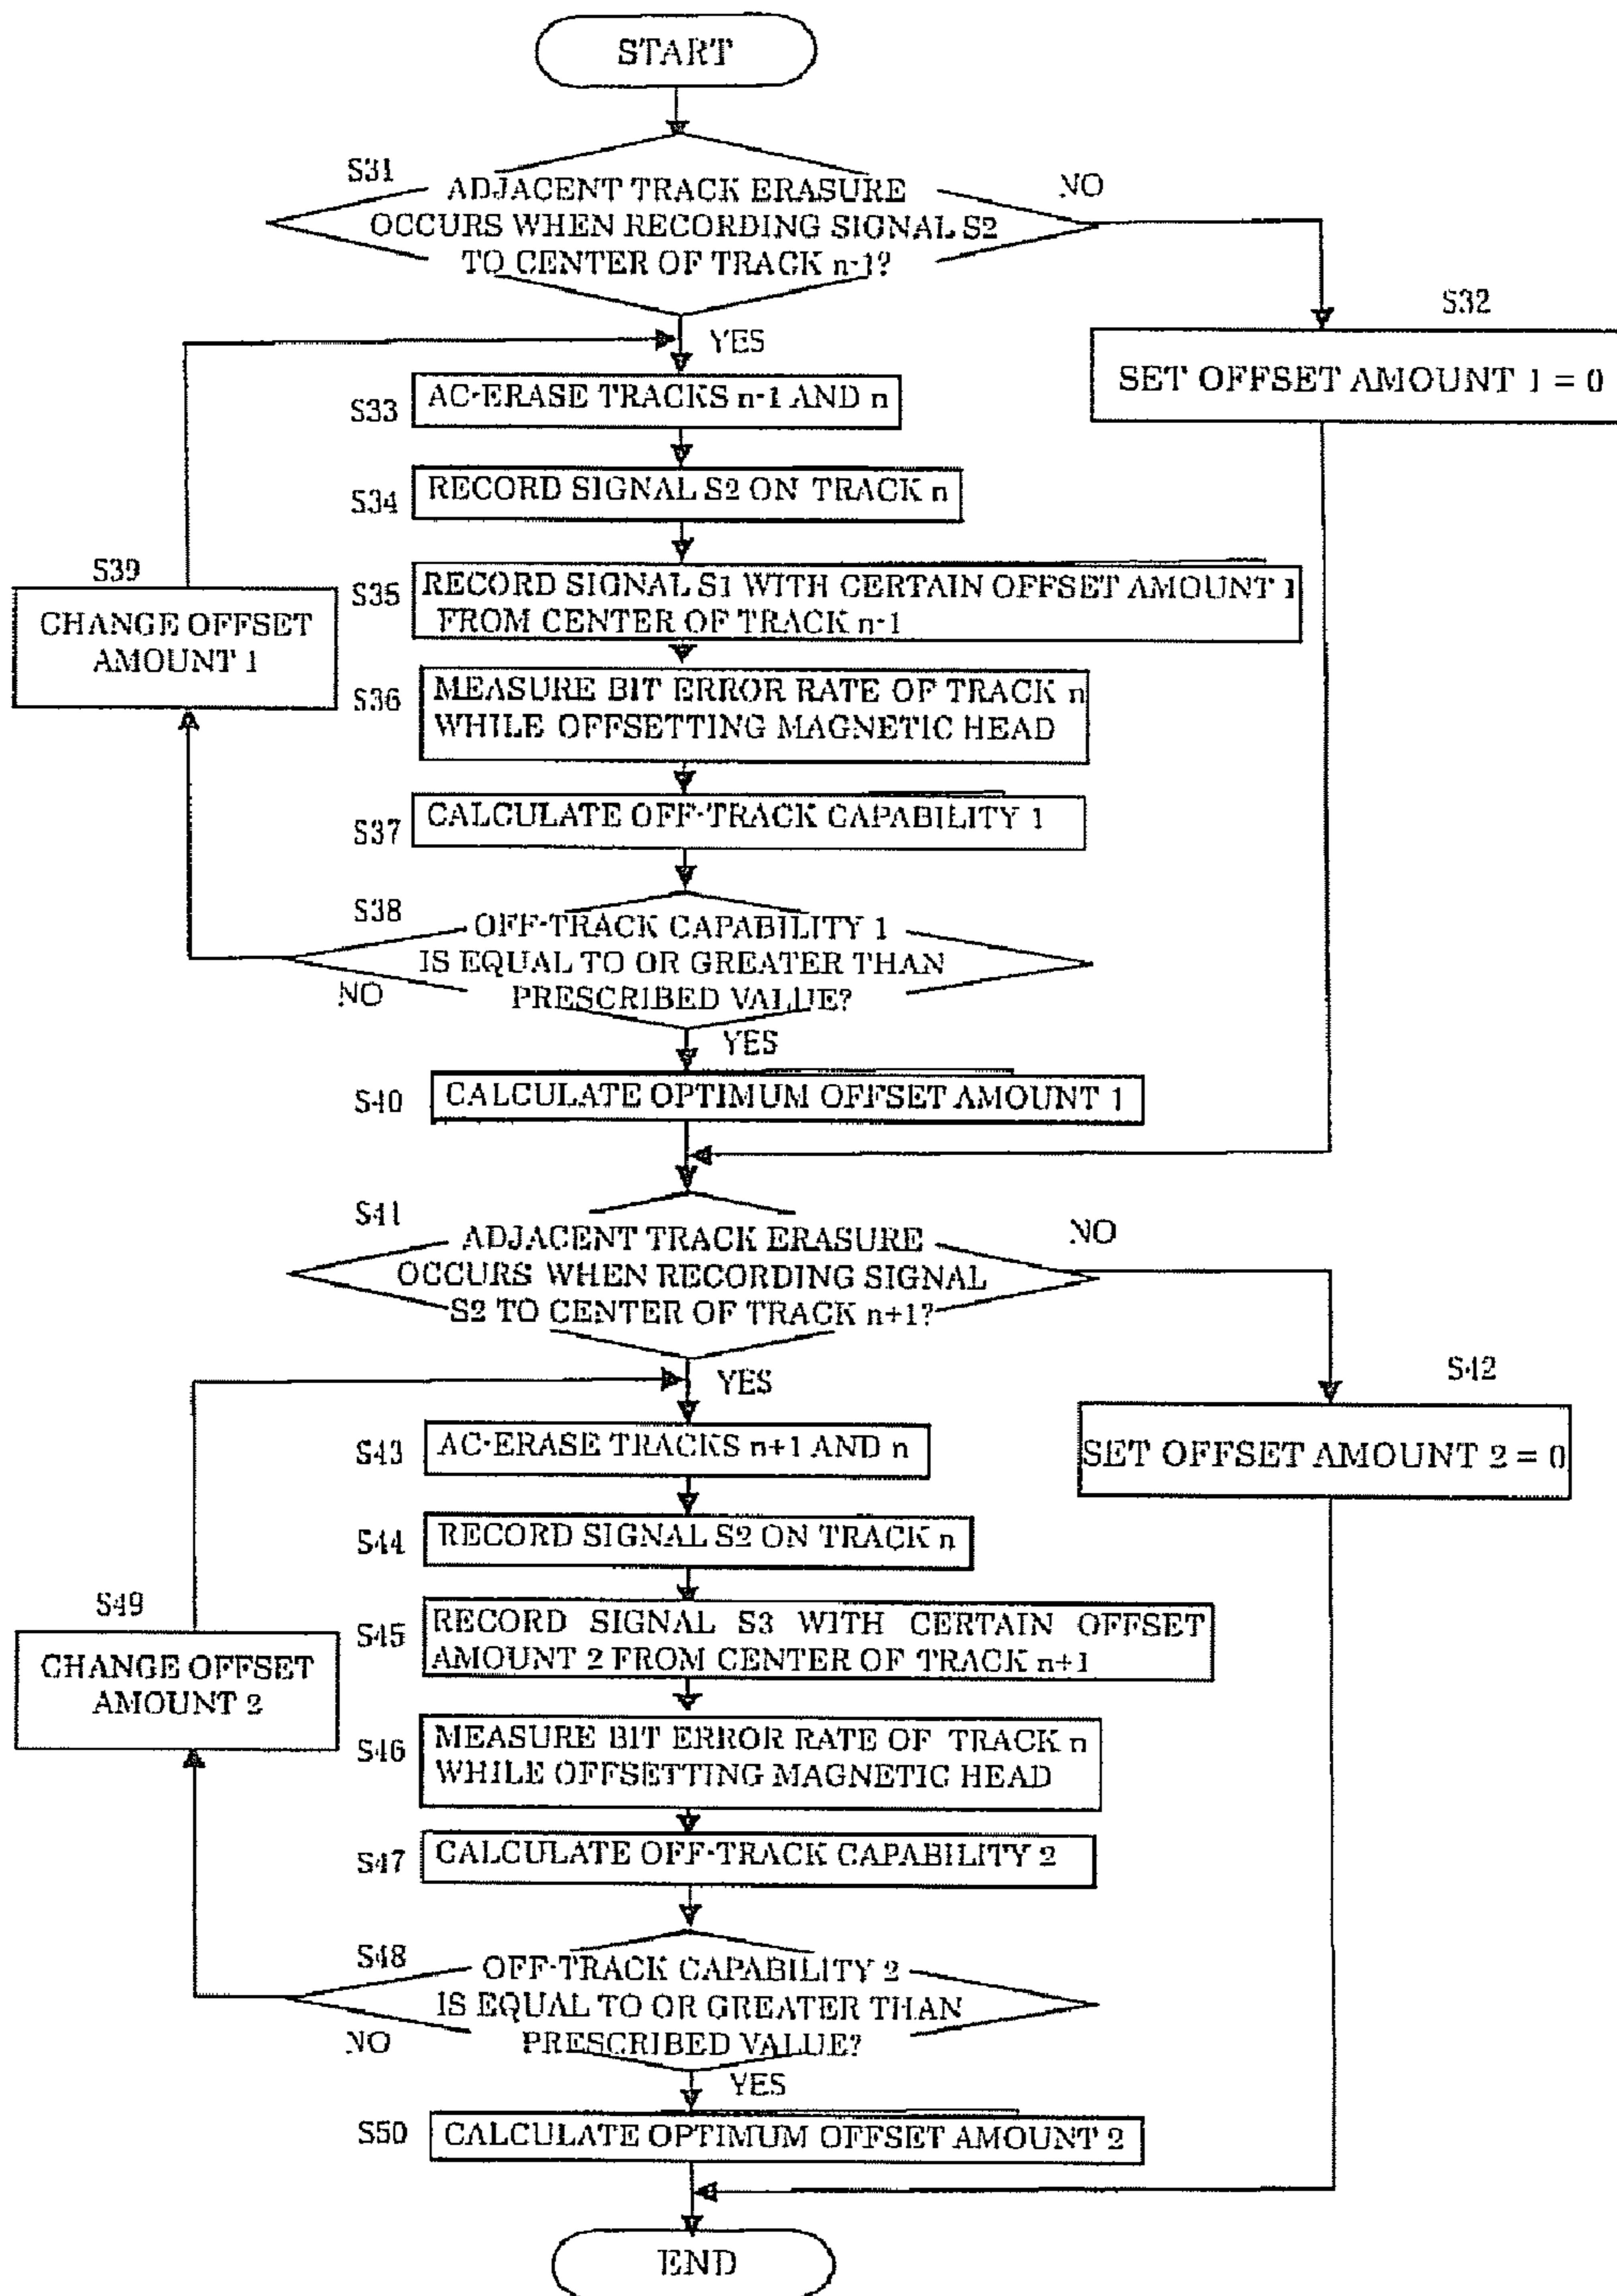 START
S31
ADJACENT TRACK ERASURE
OCCURS WHEN RECORDING SIGNAL S2
TO CENTER OF TRACK n-1?
NO
YES
S32
SET OFFSET AMOUNT 1 = 0
S33
AC-ERASE TRACKS n-1 AND n
S34
RECORD SIGNAL S2 ON TRACK n
S35
RECORD SIGNAL S1 WITH CERTAIN OFFSET AMOUNT 1
FROM CENTER OF TRACK n-1
S39
CHANGE OFFSET
AMOUNT 1
S36
MEASURE BIT ERROR RATE OF TRACK n
WHILE OFFSETTING MAGNETIC HEAD
S37
CALCULATE OFF-TRACK CAPABILITY 1
S38
OFF-TRACK CAPABILITY 1
IS EQUAL TO OR GREATER THAN
PRESCRIBED VALUE?
NO
YES
S40
CALCULATE OPTIMUM OFFSET AMOUNT 1
S41
ADJACENT TRACK ERASURE
OCCURS WHEN RECORDING SIGNAL
S2 TO CENTER OF TRACK n+1?
NO
YES
S42
SET OFFSET AMOUNT 2 = 0
S43
AC-ERASE TRACKS n+1 AND n
S44
RECORD SIGNAL S2 ON TRACK n
S45
RECORD SIGNAL S3 WITH CERTAIN OFFSET
AMOUNT 2 FROM CENTER OF TRACK n+1
S49
CHANGE OFFSET
AMOUNT 2
S46
MEASURE BIT ERROR RATE OF TRACK n
WHILE OFFSETTING MAGNETIC HEAD
S47
CALCULATE OFF-TRACK CAPABILITY 2
S48
OFF-TRACK CAPABILITY 2
IS EQUAL TO OR GREATER THAN
PRESCRIBED VALUE?
NO
YES
S50
CALCULATE OPTIMUM OFFSET AMOUNT 2
END